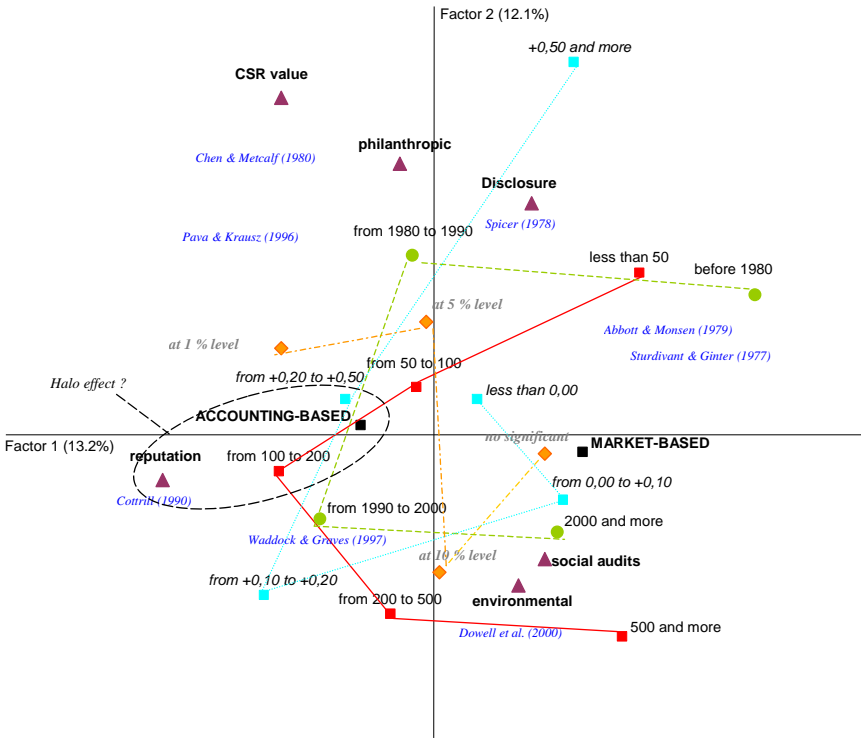 Factor 2 (12.1%)
+0,50 and more
CSR value
philanthropic
Chen & Metcalf (1980)
Disclosure
Spicer (1978)
Pava & Krausz (1996)
from 1980 to 1990
less than 50
before 1980
at 5 % level
Abbott & Monsen (1979)
at 1 % level
Sturdivant & Ginter (1977)
from 50 to 100
Halo effect ?
from +0,20 to +0,50
less than 0,00
ACCOUNTING-BASED
Factor 1 (13.2%)
no significant
MARKET-BASED
reputation
from 100 to 200
from 0,00 to +0,10
Cottrill (1990)
from 1990 to 2000
2000 and more
Waddock & Graves (1997)
at 10 % level
social audits
from +0,10 to +0,20
from 200 to 500
environmental
500 and more
Dowell et al. (2000)